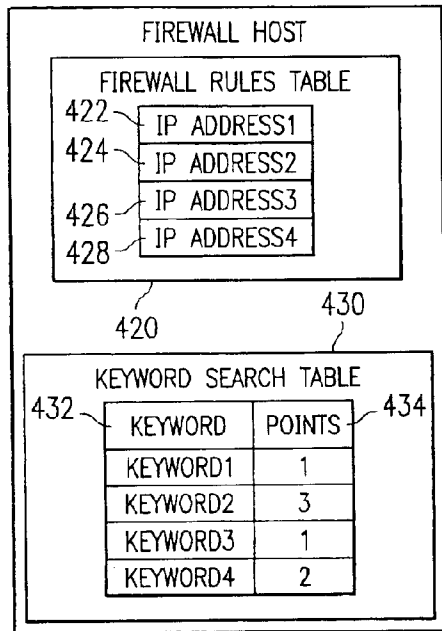 FIREWALL HOST
FIREWALL RULES TABLE
422 IP ADDRESS1
424 IP ADDRESS2
426 IP ADDRESS3
428 IP ADDRESS4
420
430
KEYWORD SEARCH TABLE
432 434
KEYWORD POINTS
KEYWORD1 1
KEYWORD2 3
KEYWORD3 1
KEYWORD4 2